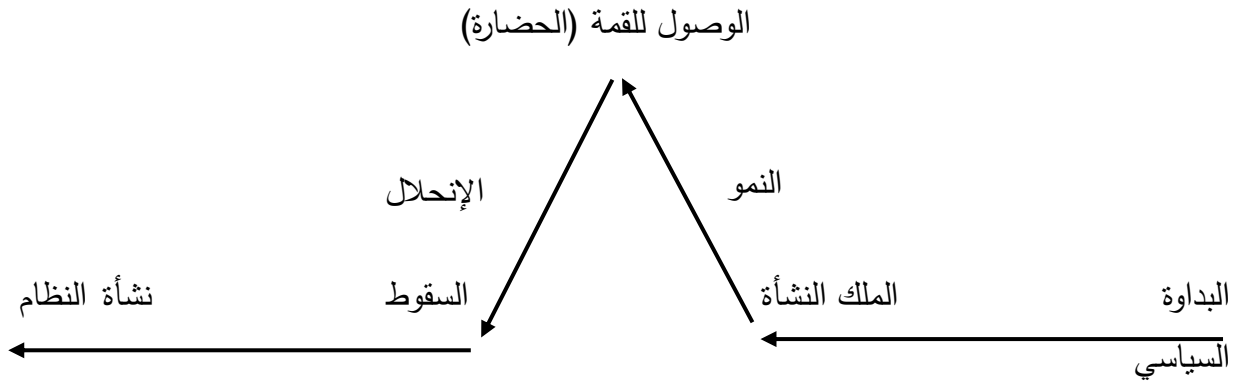 الوصول للقمة (الحضارة)
النمو
الإنحلال
البداوة
الملك النشأة
السقوط
نشأة النظام
السياسي